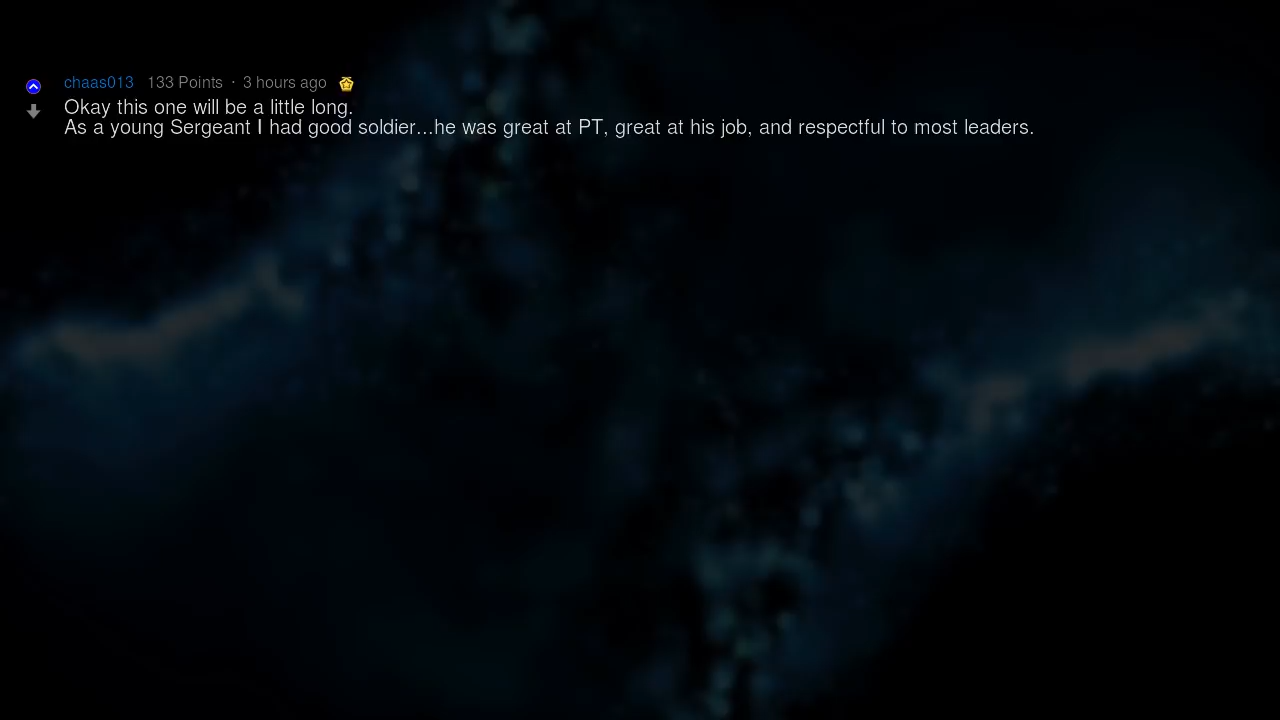 chaas013 133 Points · 3 hours ago
Okay this one will be a little long.
As a young Sergeant I had good soldier...he was great at PT, great at his job, and respectful to most leaders.